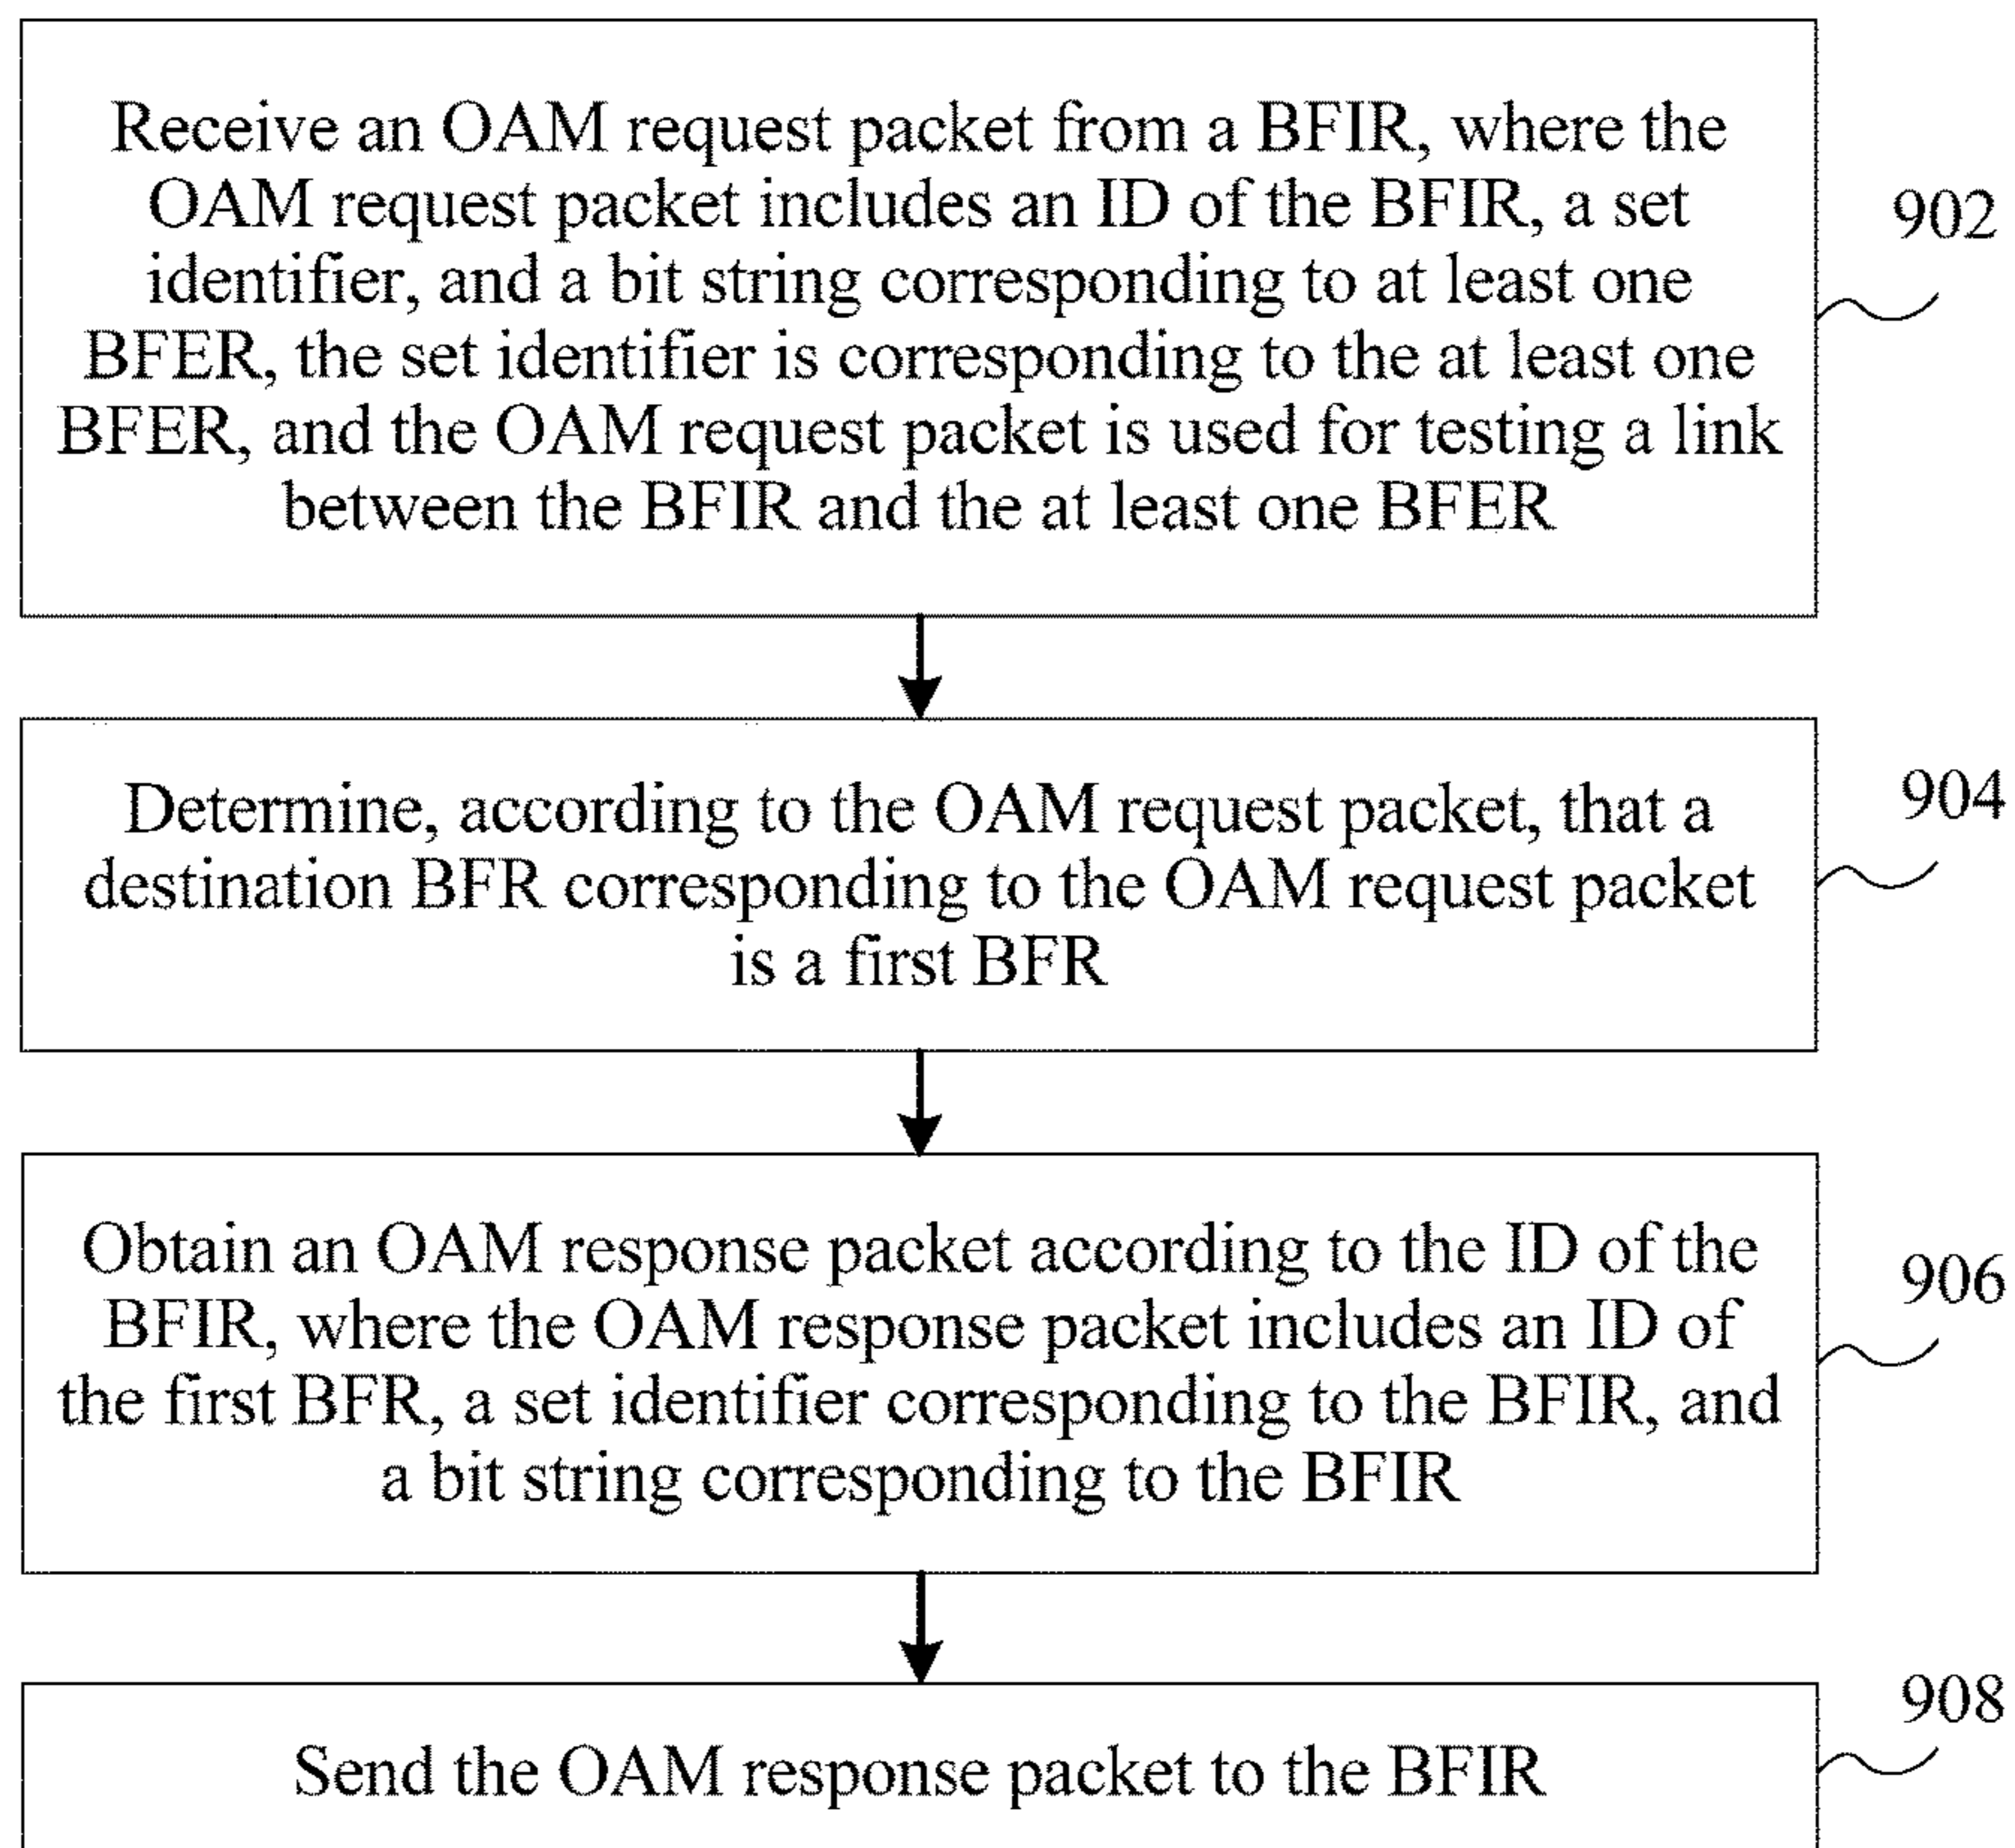 Receive an OAM request packet from a BFIR, where the
OAM request packet includes an ID of the BFIR, a set
identifier, and a bit string corresponding to at least one
BFER, the set identifier is corresponding to the at least one
BFER, and the OAM request packet is used for testing a link
between the BFIR and the at least one BFER
902
Determine, according to the OAM request packet, that a
destination BFR corresponding to the OAM request packet
is a first BFR
904
Obtain an OAM response packet according to the ID of the
BFIR, where the OAM response packet includes an ID of
the first BFR, a set identifier corresponding to the BFIR, and
a bit string corresponding to the BFIR
906
Send the OAM response packet to the BFIR
908